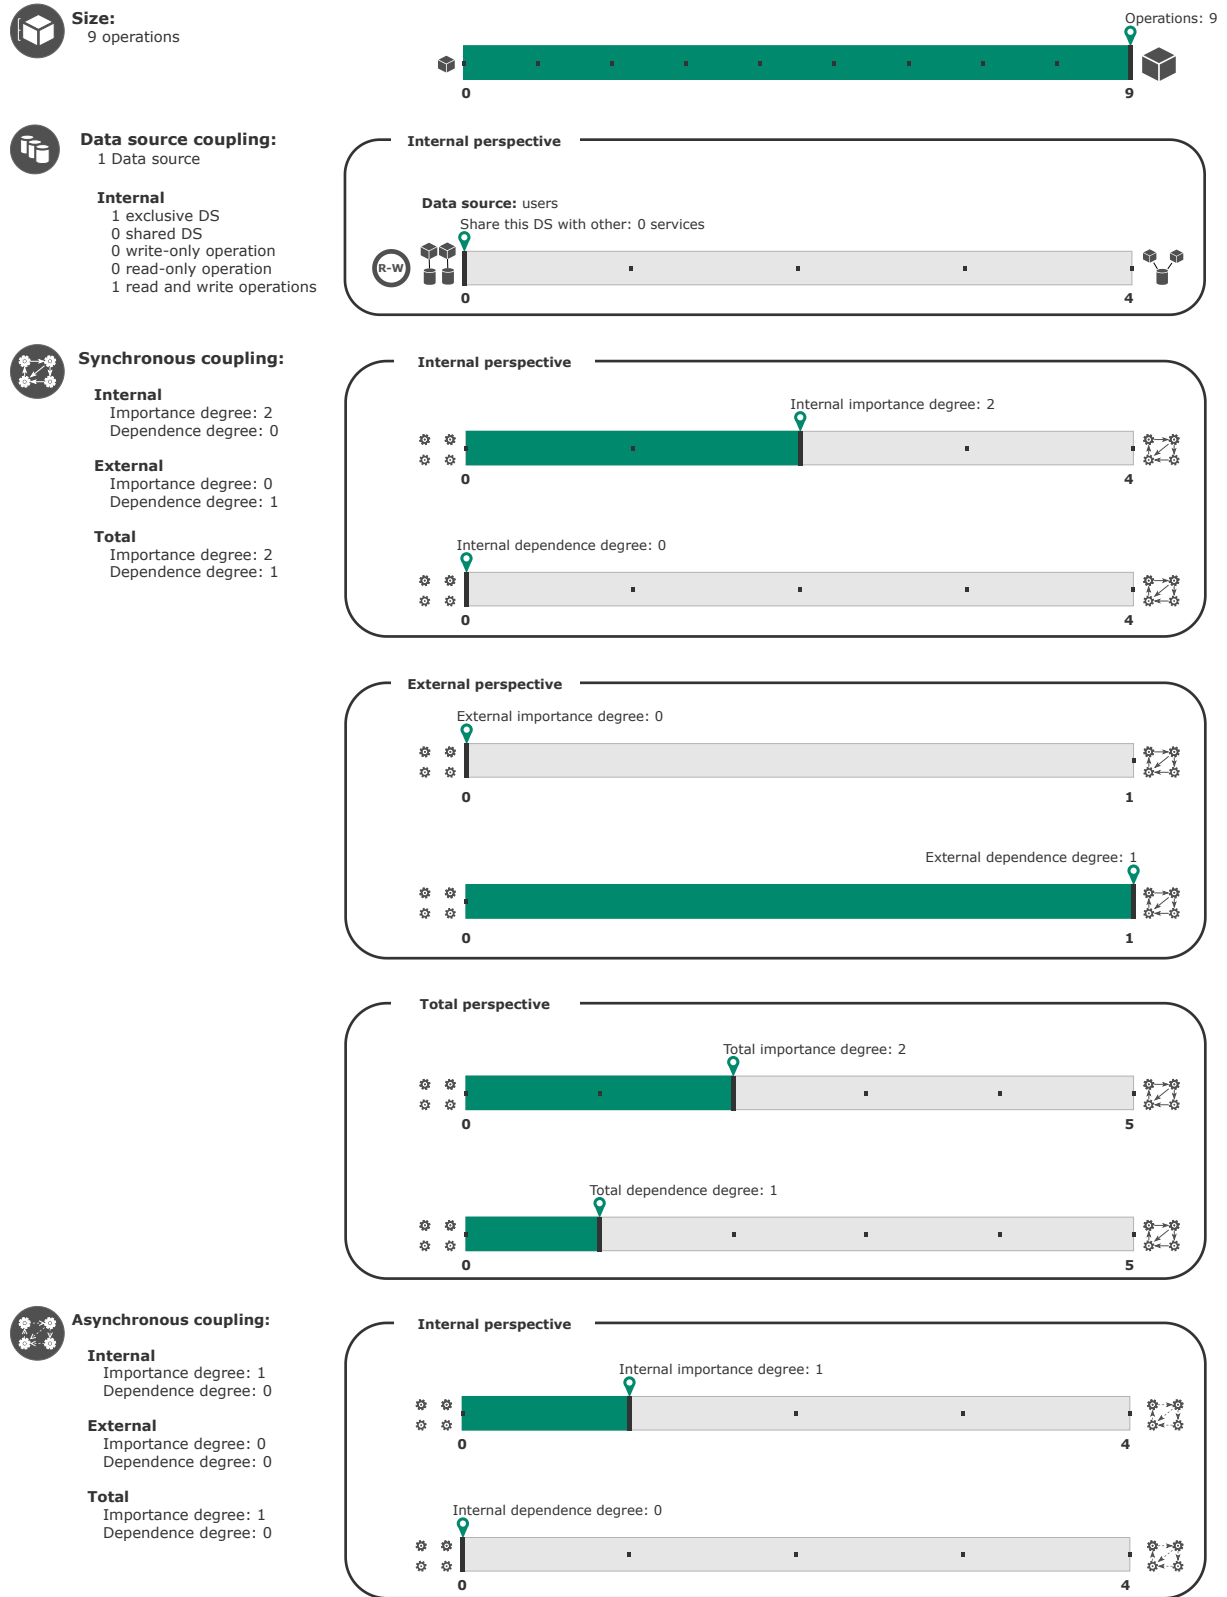 Size:
9 operations
Operations: 9
0
9
Data source coupling:
1 Data source
Internal
1 exclusive DS
0 shared DS
0 write-only operation
0 read-only operation
1 read and write operations
Internal perspective
Data source: users
Share this DS with other: 0 services
R-W
0
4
Synchronous coupling:
Internal
Importance degree: 2
Dependence degree: 0
External
Importance degree: 0
Dependence degree: 1
Total
Importance degree: 2
Dependence degree: 1
Internal perspective
Internal importance degree: 2
0
4
Internal dependence degree: 0
0
4
External perspective
External importance degree: 0
0
1
External dependence degree: 1
0
1
Total perspective
Total importance degree: 2
0
5
Total dependence degree: 1
0
5
Asynchronous coupling:
Internal
Importance degree: 1
Dependence degree: 0
External
Importance degree: 0
Dependence degree: 0
Total
Importance degree: 1
Dependence degree: 0
Internal perspective
Internal importance degree: 1
0
4
Internal dependence degree: 0
0
4